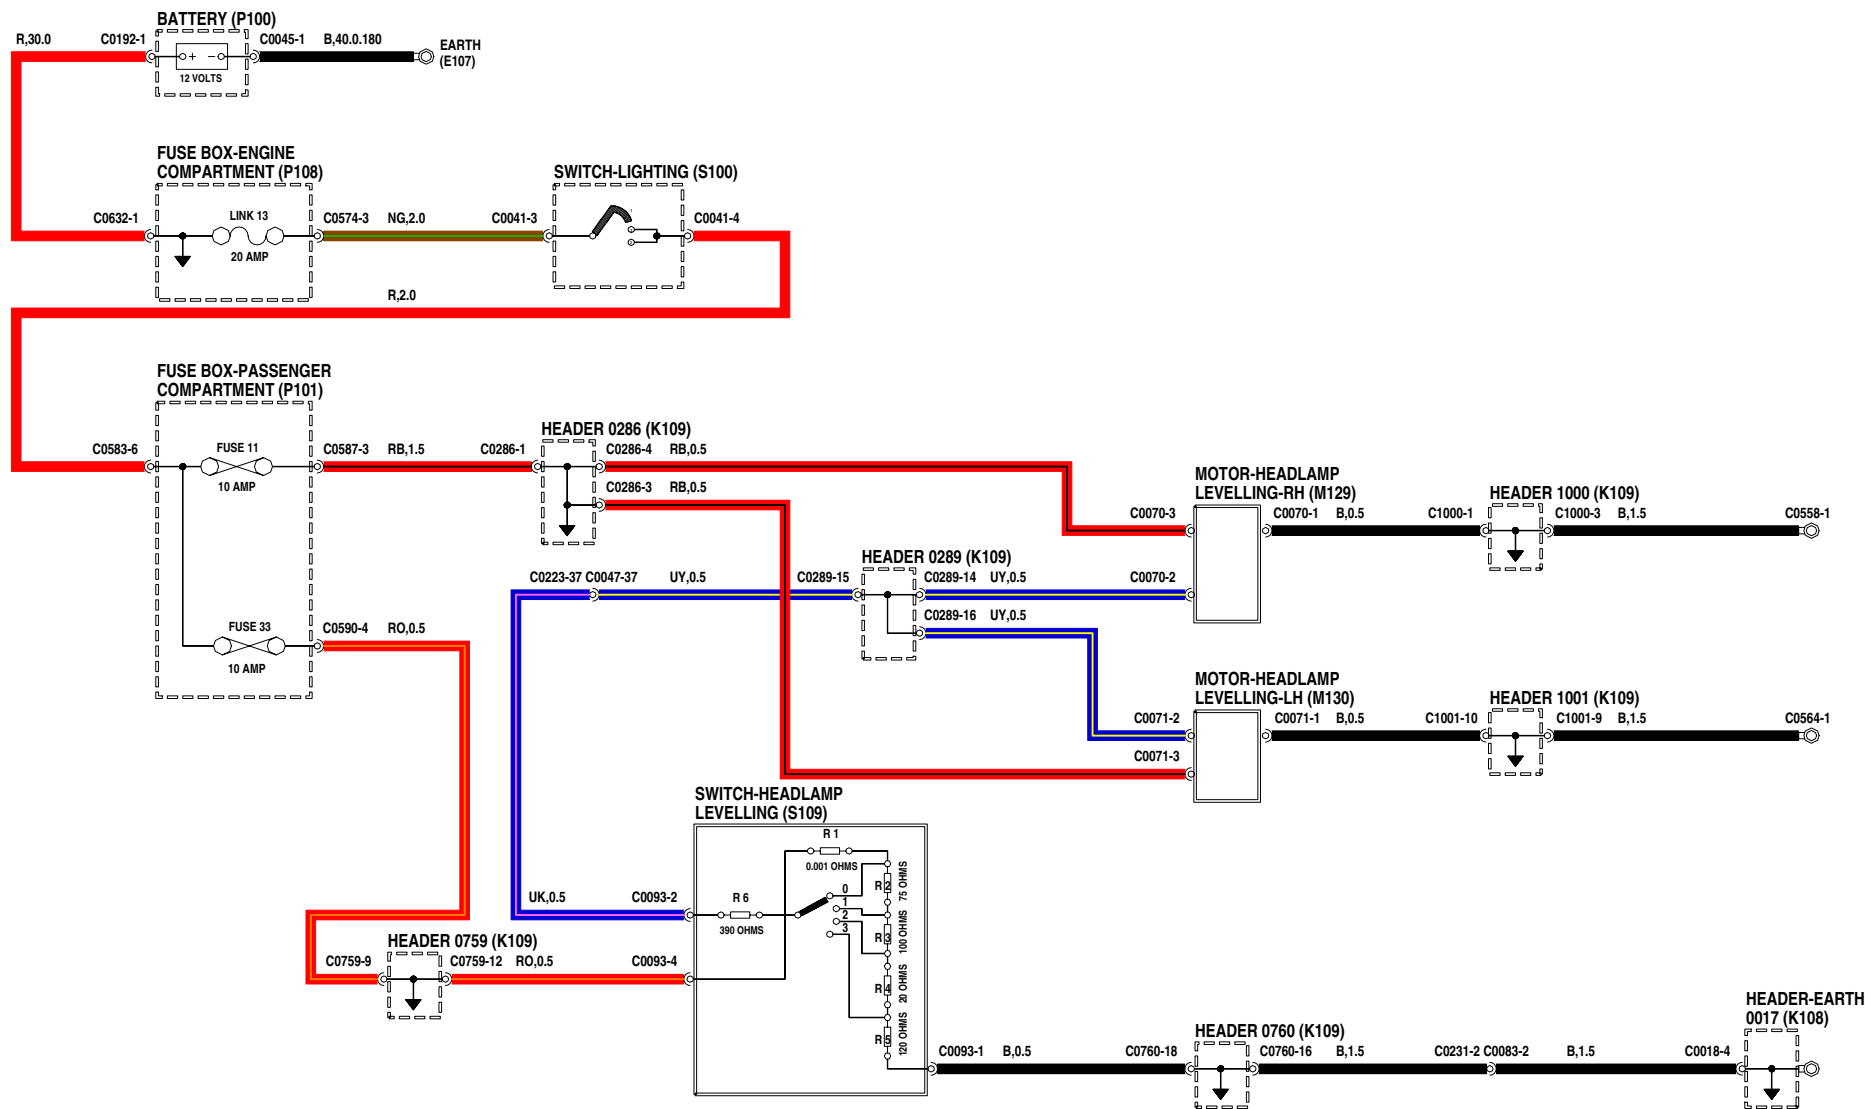 BATTERY (P100)
R,30.0
C0192-1
C0045-1
B,40.0.180
EARTH
(E107)
+
−
12 VOLTS
FUSE BOX-ENGINE
COMPARTMENT (P108)
SWITCH-LIGHTING (S100)
C0632-1
LINK 13
20 AMP
C0574-3
NG,2.0
C0041-3
C0041-4
R,2.0
FUSE BOX-PASSENGER
COMPARTMENT (P101)
C0583-6
FUSE 11
10 AMP
C0587-3
RB,1.5
C0286-1
HEADER 0286 (K109)
C0286-4
RB,0.5
C0286-3
RB,0.5
MOTOR-HEADLAMP
LEVELLING-RH (M129)
HEADER 1000 (K109)
C0070-3
C0070-1
B,0.5
C1000-1
C1000-3
B,1.5
C0558-1
HEADER 0289 (K109)
C0223-37
C0047-37
UY,0.5
C0289-15
C0289-14
UY,0.5
C0070-2
C0289-16
UY,0.5
FUSE 33
10 AMP
C0590-4
RO,0.5
MOTOR-HEADLAMP
LEVELLING-LH (M130)
HEADER 1001 (K109)
C0071-2
C0071-1
B,0.5
C1001-10
C1001-9
B,1.5
C0564-1
C0071-3
SWITCH-HEADLAMP
LEVELLING (S109)
R 1
0.001 OHMS
UK,0.5
C0093-2
R 6
390 OHMS
0
1
2
3
R 2
75 OHMS
R 3
100 OHMS
R 4
20 OHMS
R 5
120 OHMS
HEADER 0759 (K109)
C0759-9
C0759-12
RO,0.5
C0093-4
HEADER 0760 (K109)
C0093-1
B,0.5
C0760-18
C0760-16
B,1.5
C0231-2
C0083-2
B,1.5
C0018-4
HEADER-EARTH
0017 (K108)